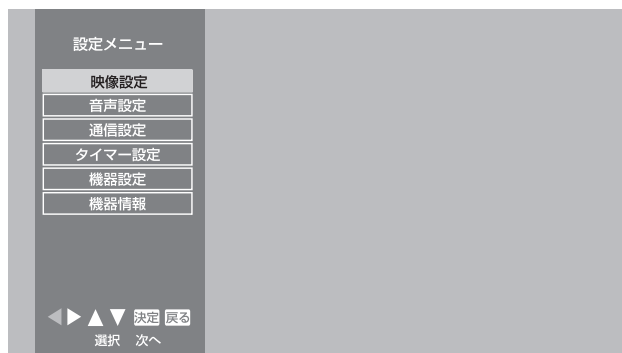 設定メニュー
映像設定
音声設定
通信設定
タイマー設定
機器設定
機器情報
◀▶▲▼ 決定 戻る
選択 次へ